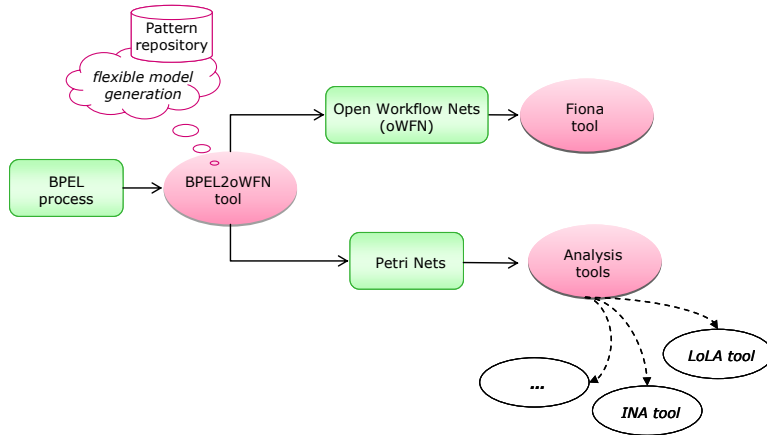 Pattern
repository
flexible model
generation
Open Workflow Nets
(oWFN)
Fiona
tool
BPEL
process
BPEL2oWFN
tool
Petri Nets
Analysis
tools
LoLA tool
...
INA tool